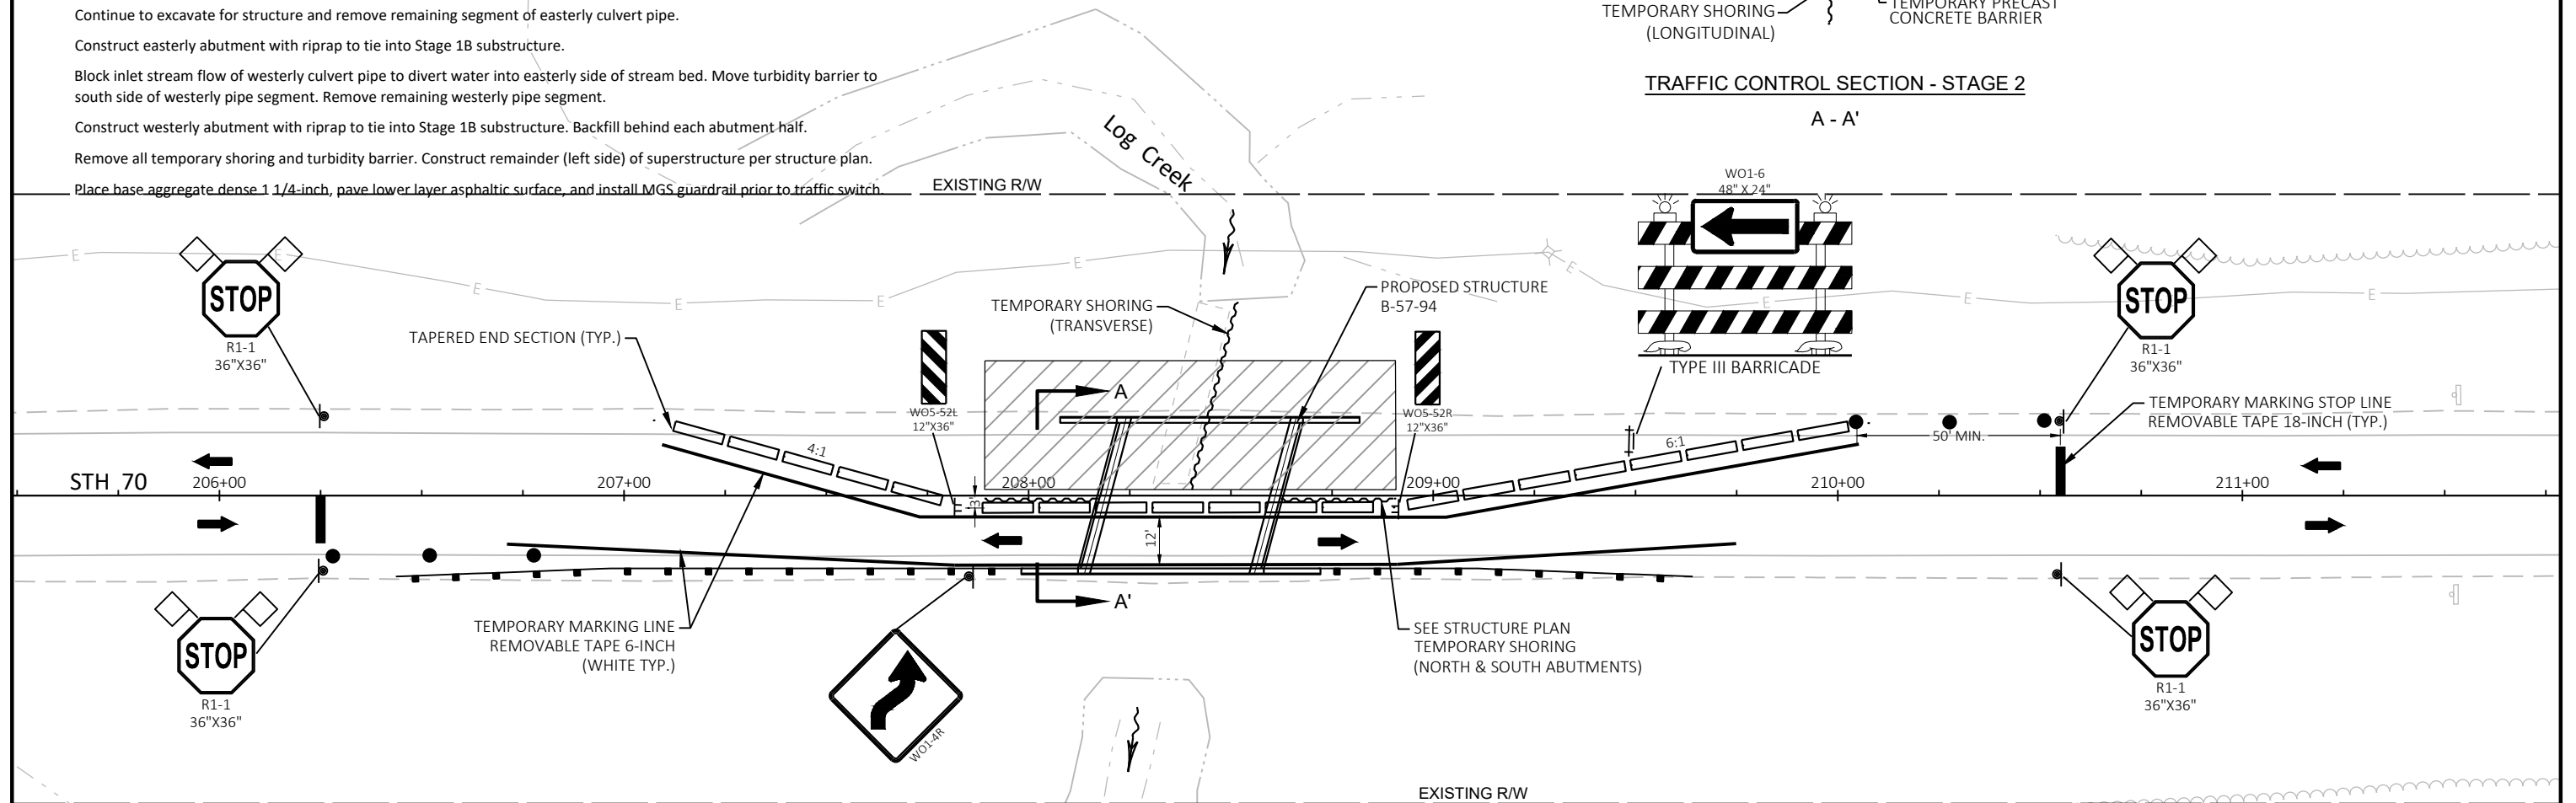 Continue to excavate for structure and remove remaining segment of easterly culvert pipe.
Construct easterly abutment with riprap to tie into Stage 1B substructure.
Block inlet stream flow of westerly culvert pipe to divert water into easterly side of stream bed. Move turbidity barrier to
south side of westerly pipe segment. Remove remaining westerly pipe segment.
Construct westerly abutment with riprap to tie into Stage 1B substructure. Backfill behind each abutment half.
Remove all temporary shoring and turbidity barrier. Construct remainder (left side) of superstructure per structure plan.
Place base aggregate dense 1 1/4-inch, pave lower layer asphaltic surface, and install MGS guardrail prior to traffic switch.
TEMPORARY SHORING
(LONGITUDINAL)
TEMPORARY PRECAST
CONCRETE BARRIER
TRAFFIC CONTROL SECTION - STAGE 2
A - A'
EXISTING R/W
Log Creek
WO1-6
48" X 24"
TYPE III BARRICADE
E
E
E
E
E
E
E
E
E
E
STOP
R1-1
36"X36"
TAPERED END SECTION (TYP.)
TEMPORARY SHORING
(TRANSVERSE)
PROPOSED STRUCTURE
B-57-94
STOP
R1-1
36"X36"
WO5-52L
12"X36"
A
WO5-52R
12"X36"
TEMPORARY MARKING STOP LINE
REMOVABLE TAPE 18-INCH (TYP.)
4:1
6:1
50' MIN.
STH 70
206+00
207+00
208+00
209+00
210+00
211+00
3'
12'
A'
STOP
R1-1
36"X36"
TEMPORARY MARKING LINE
REMOVABLE TAPE 6-INCH
(WHITE TYP.)
WO1-4R
SEE STRUCTURE PLAN
TEMPORARY SHORING
(NORTH & SOUTH ABUTMENTS)
STOP
R1-1
36"X36"
EXISTING R/W